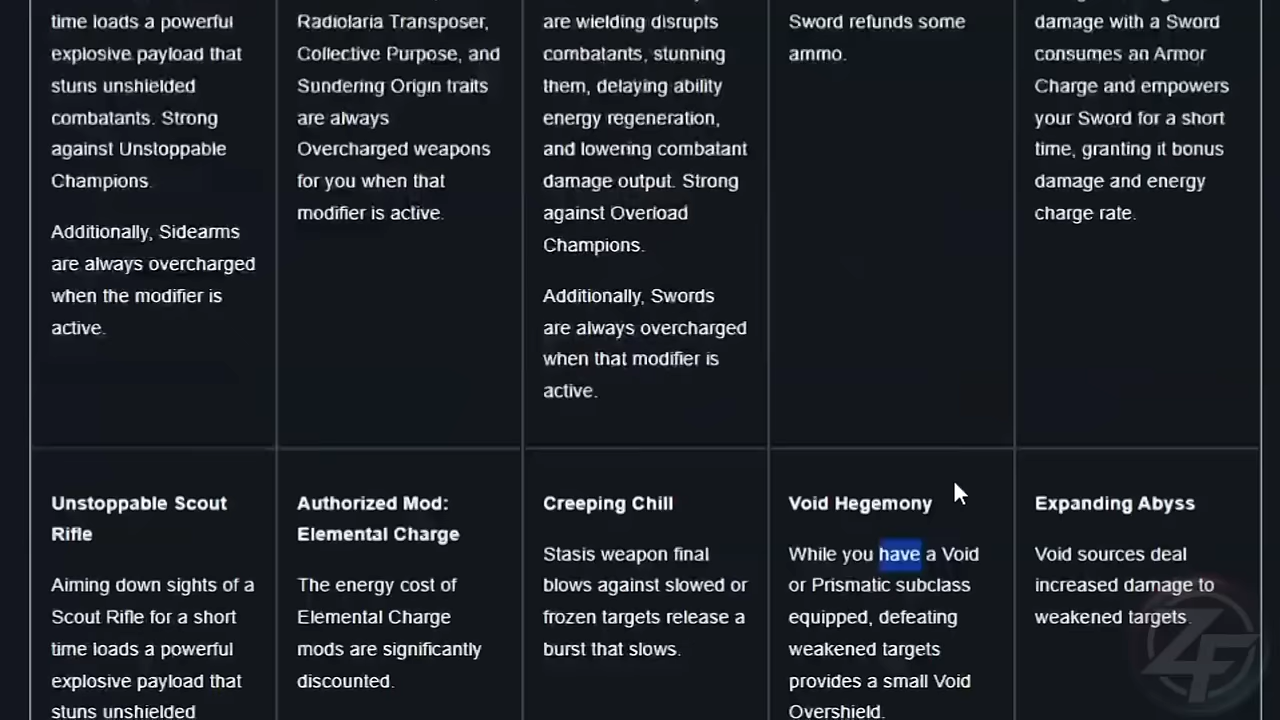 time loads a powerful
explosive payload that
stuns unshielded
combatants. Strong
against Unstoppable
Champions.
Additionally, Sidearms
are always overcharged
when the modifier is
active.
Radiolaria Transposer,
Collective Purpose, and
Sundering Origin traits
are always
Overcharged weapons
for you when that
modifier is active.
are wielding disrupts
combatants, stunning
them, delaying ability
energy regeneration,
and lowering combatant
damage output. Strong
against Overload
Champions.
Additionally, Swords
are always overcharged
when that modifier is
active.
Sword refunds some
ammo.
damage with a Sword
consumes an Armor
Charge and empowers
your Sword for a short
time, granting it bonus
damage and energy
charge rate.
Unstoppable Scout
Rifle
Aiming down sights of a
Scout Rifle for a short
time loads a powerful
explosive payload that
stuns unshielded
Authorized Mod:
Elemental Charge
The energy cost of
Elemental Charge
mods are significantly
discounted.
Creeping Chill
Stasis weapon final
blows against slowed or
frozen targets release a
burst that slows.
Void Hegemony
While you have a Void
or Prismatic subclass
equipped, defeating
weakened targets
provides a small Void
Overshield.
Expanding Abyss
Void sources deal
increased damage to
weakened targets.